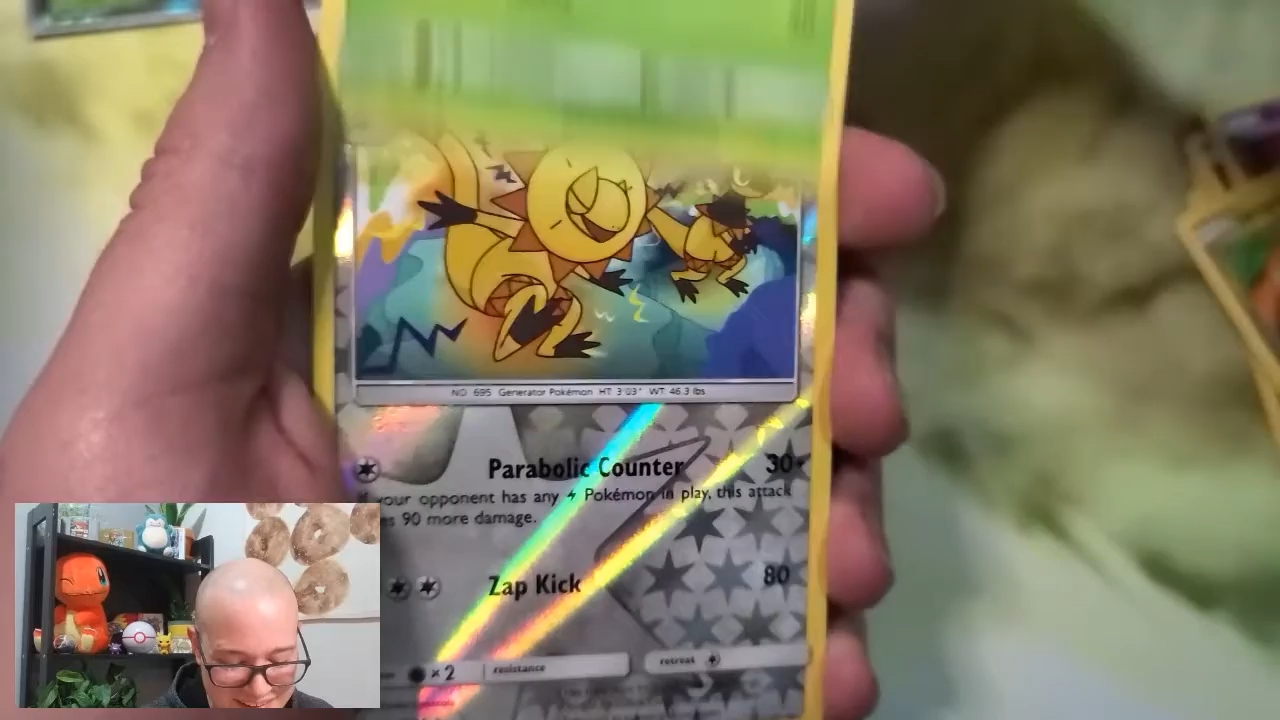 NO. 695 Generator Pokémon HT 3'03" WT 46.3 lbs
Parabolic Counter 30+
your opponent has any Pokémon in play, this attack
90 more damage.
Zap Kick 80
×2 resistance retreat